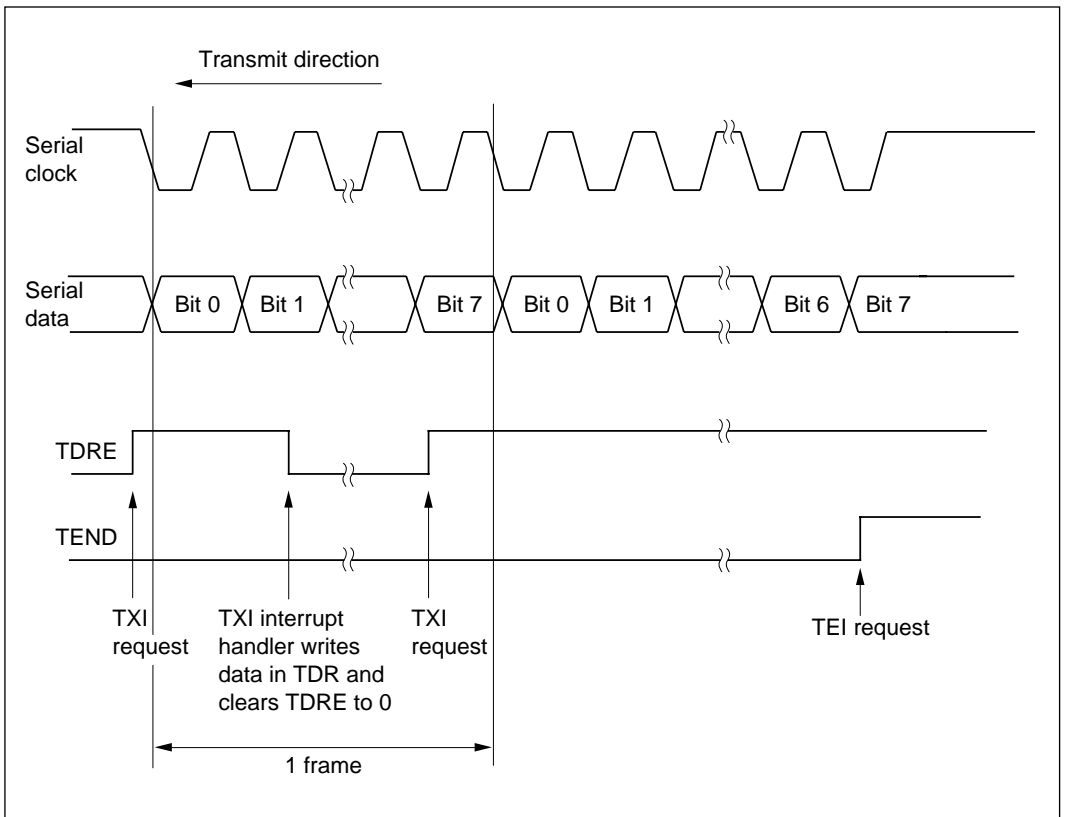 Transmit direction
Serial
clock
Serial
data
Bit 0 Bit 1 Bit 7 Bit 0 Bit 1 Bit 6 Bit 7
TDRE
TEND
TXI
request
TXI interrupt
handler writes
data in TDR and
clears TDRE to 0
TXI
request
TEI request
1 frame